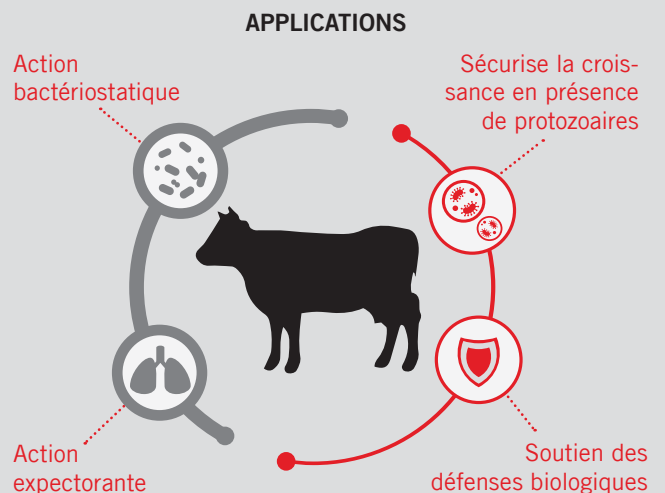 APPLICATIONS
Action
bactériostatique
Sécurise la crois-
sance en présence
de protozoaires
Action
expectorante
Soutien des
défenses biologiques